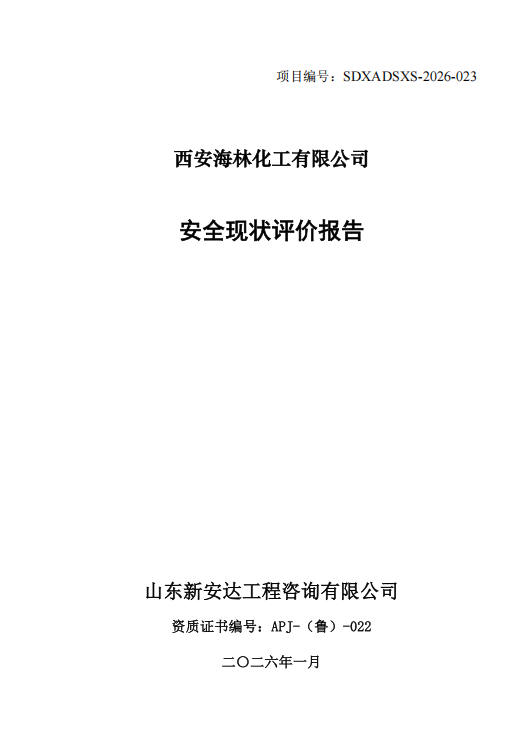 项目编号：SDXADSXS-2026-023
西安海林化工有限公司
安全现状评价报告
山东新安达工程咨询有限公司
资质证书编号：APJ-（鲁）-022
二〇二六年一月